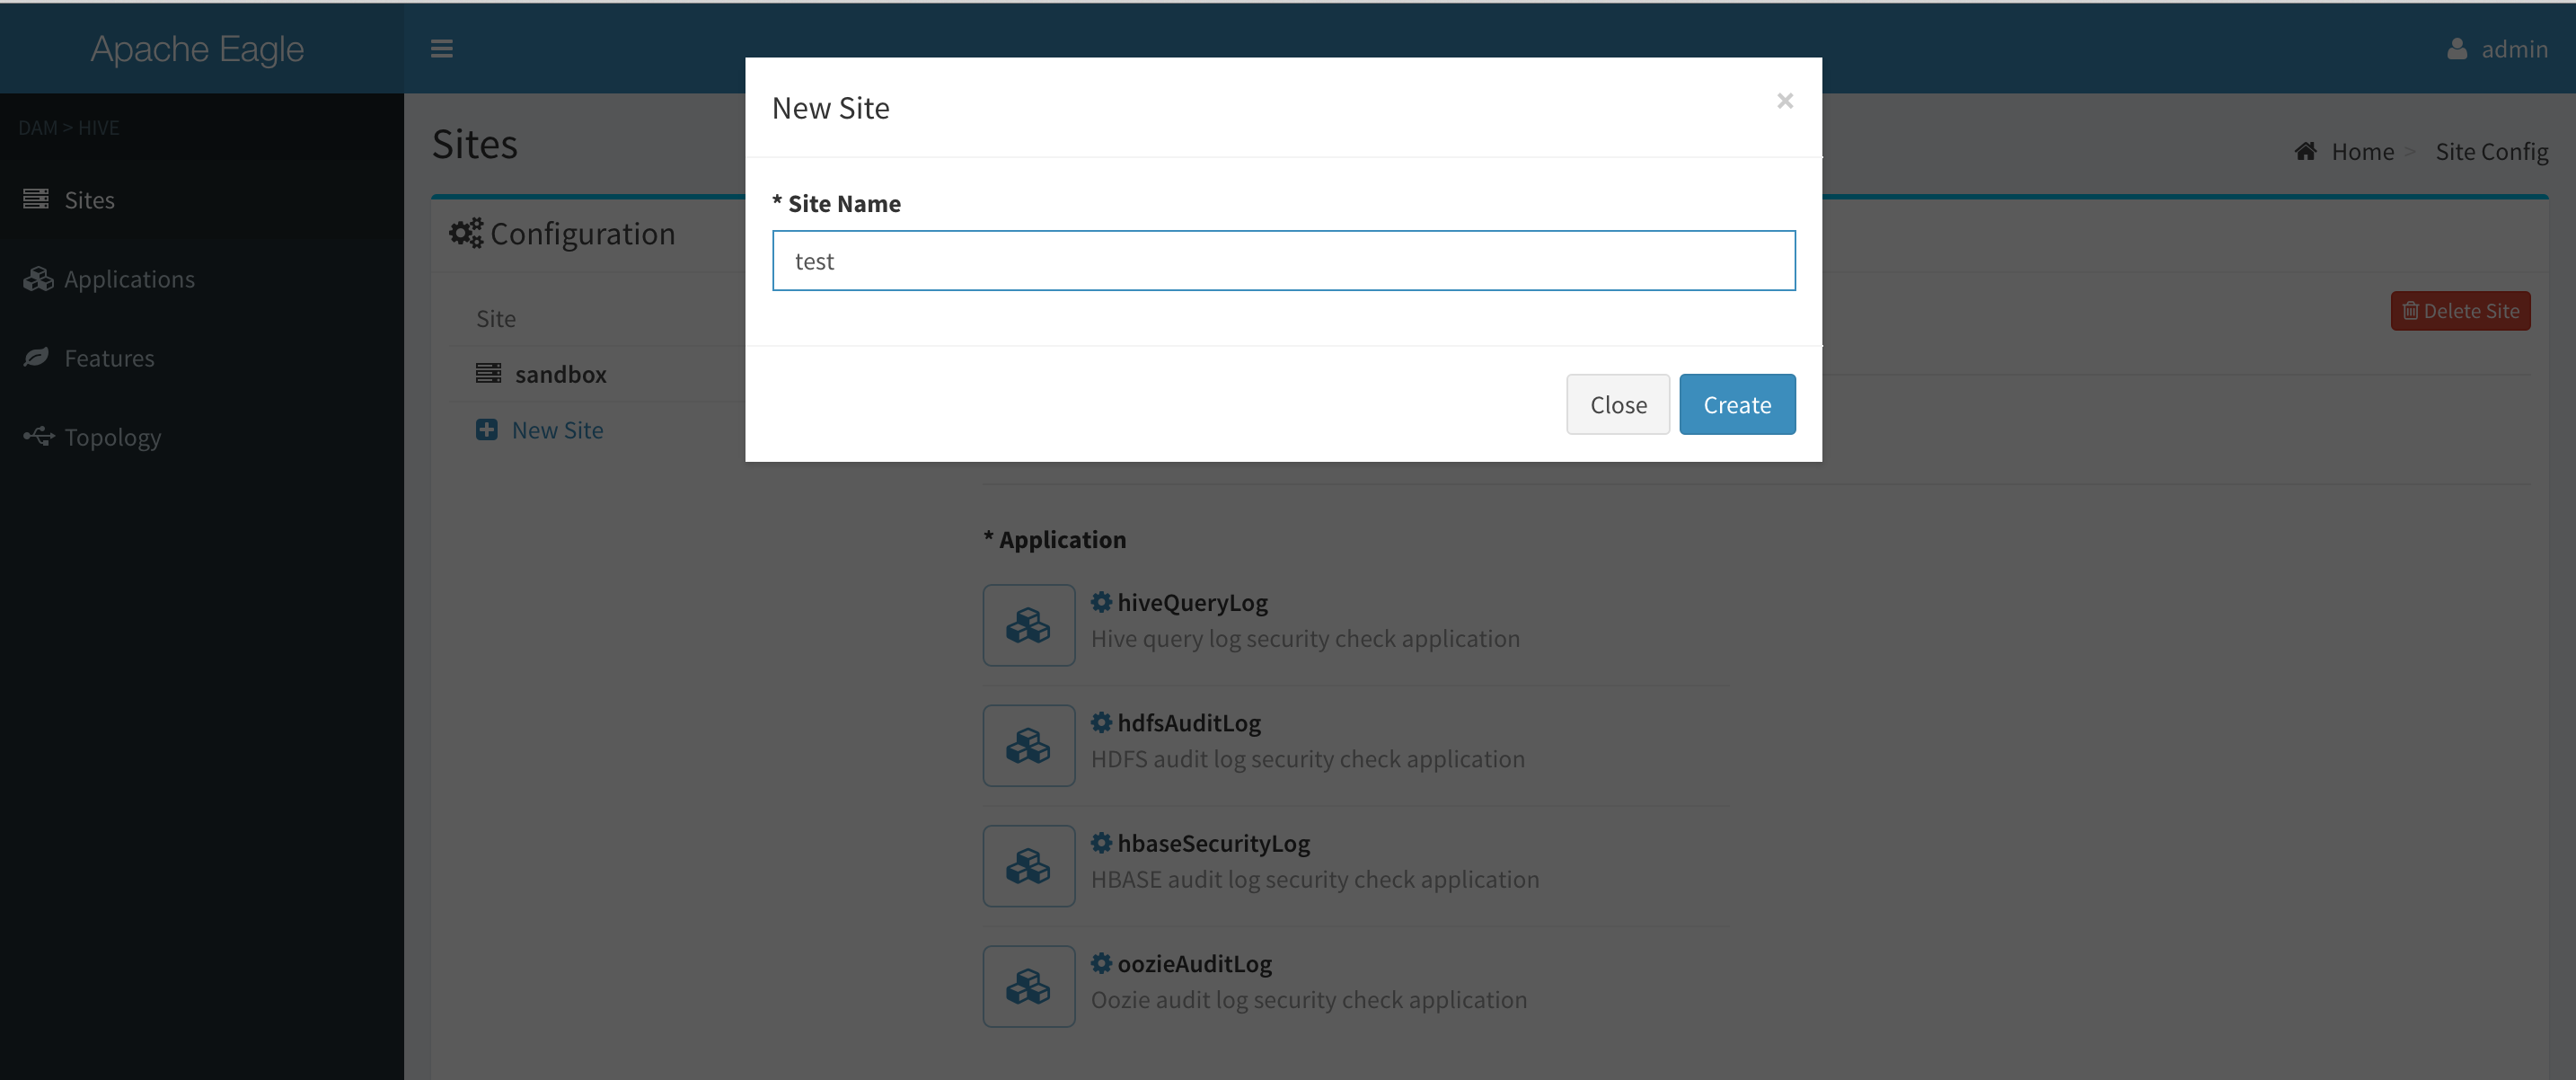 Apache Eagle
admin
DAM > HIVE
Sites
Applications
Features
Topology
Sites
Home > Site Config
Configuration
Site
sandbox
New Site
Delete Site
New Site
×
* Site Name
test
Close
Create
* Application
hiveQueryLog
Hive query log security check application
hdfsAuditLog
HDFS audit log security check application
hbaseSecurityLog
HBASE audit log security check application
oozieAuditLog
Oozie audit log security check application